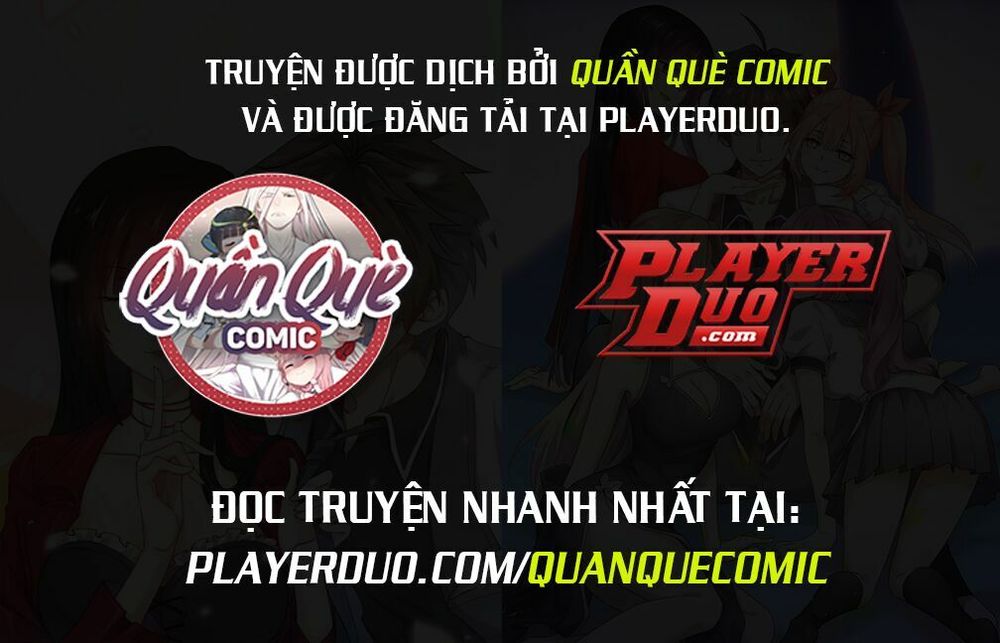 TRUYỆN ĐƯỢC DỊCH BỞI QUẦN QUÈ COMIC
VÀ ĐƯỢC ĐĂNG TẢI TẠI PLAYERDUO.
Quần Què
COMIC
PLAYER
DUO
.com
ĐỌC TRUYỆN NHANH NHẤT TẠI:
PLAYERDUO.COM/QUANQUECOMIC